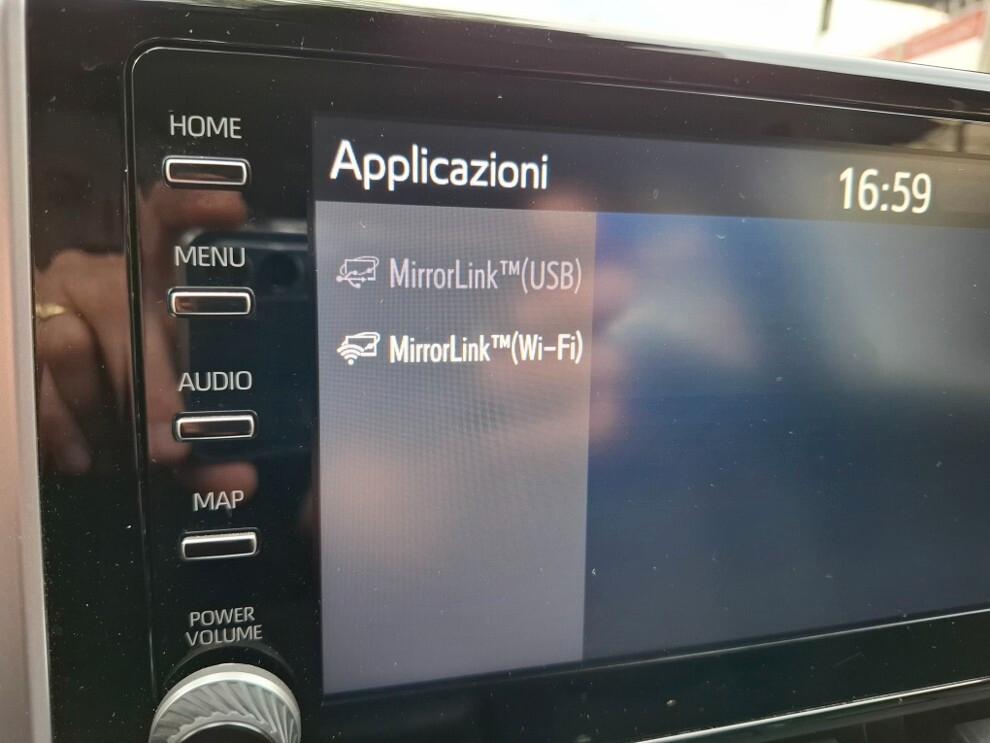 HOME
MENU
AUDIO
MAP
POWER
VOLUME
Applicazioni
16:59
MirrorLink™(USB)
MirrorLink™(Wi-Fi)